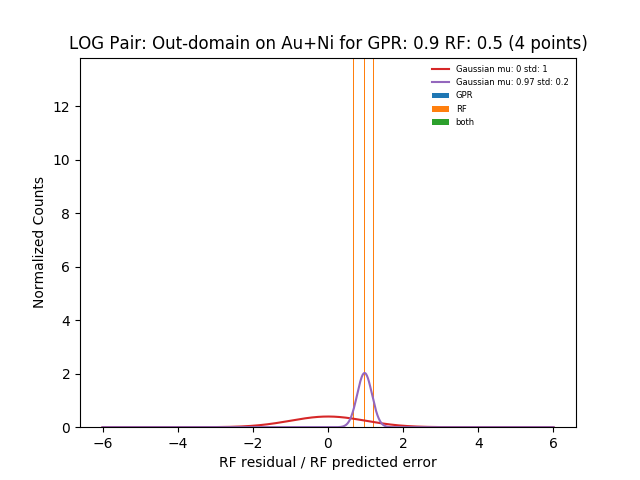 LOG Pair: Out-domain on Au+Ni for GPR: 0.9 RF: 0.5 (4 points)
Gaussian mu: 0 std: 1
Gaussian mu: 0.97 std: 0.2
GPR
RF
both
12
10
8
6
4
2
0
Normalized Counts
−6
−4
−2
0
2
4
6
RF residual / RF predicted error